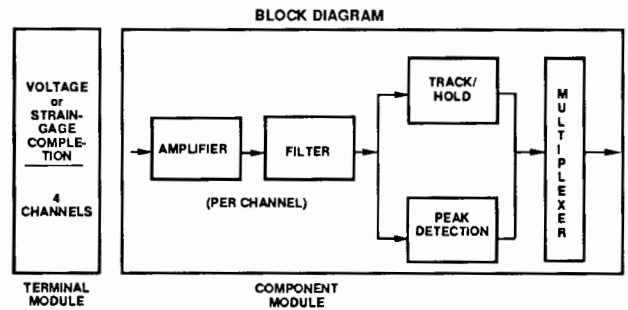 BLOCK DIAGRAM
VOLTAGE
or
STRAIN-
GAGE
COMPLE-
TION
4
CHANNELS
AMPLIFIER
FILTER
(PER CHANNEL)
TRACK/
HOLD
PEAK
DETECTION
MULTIPLEXER
TERMINAL
MODULE
COMPONENT
MODULE